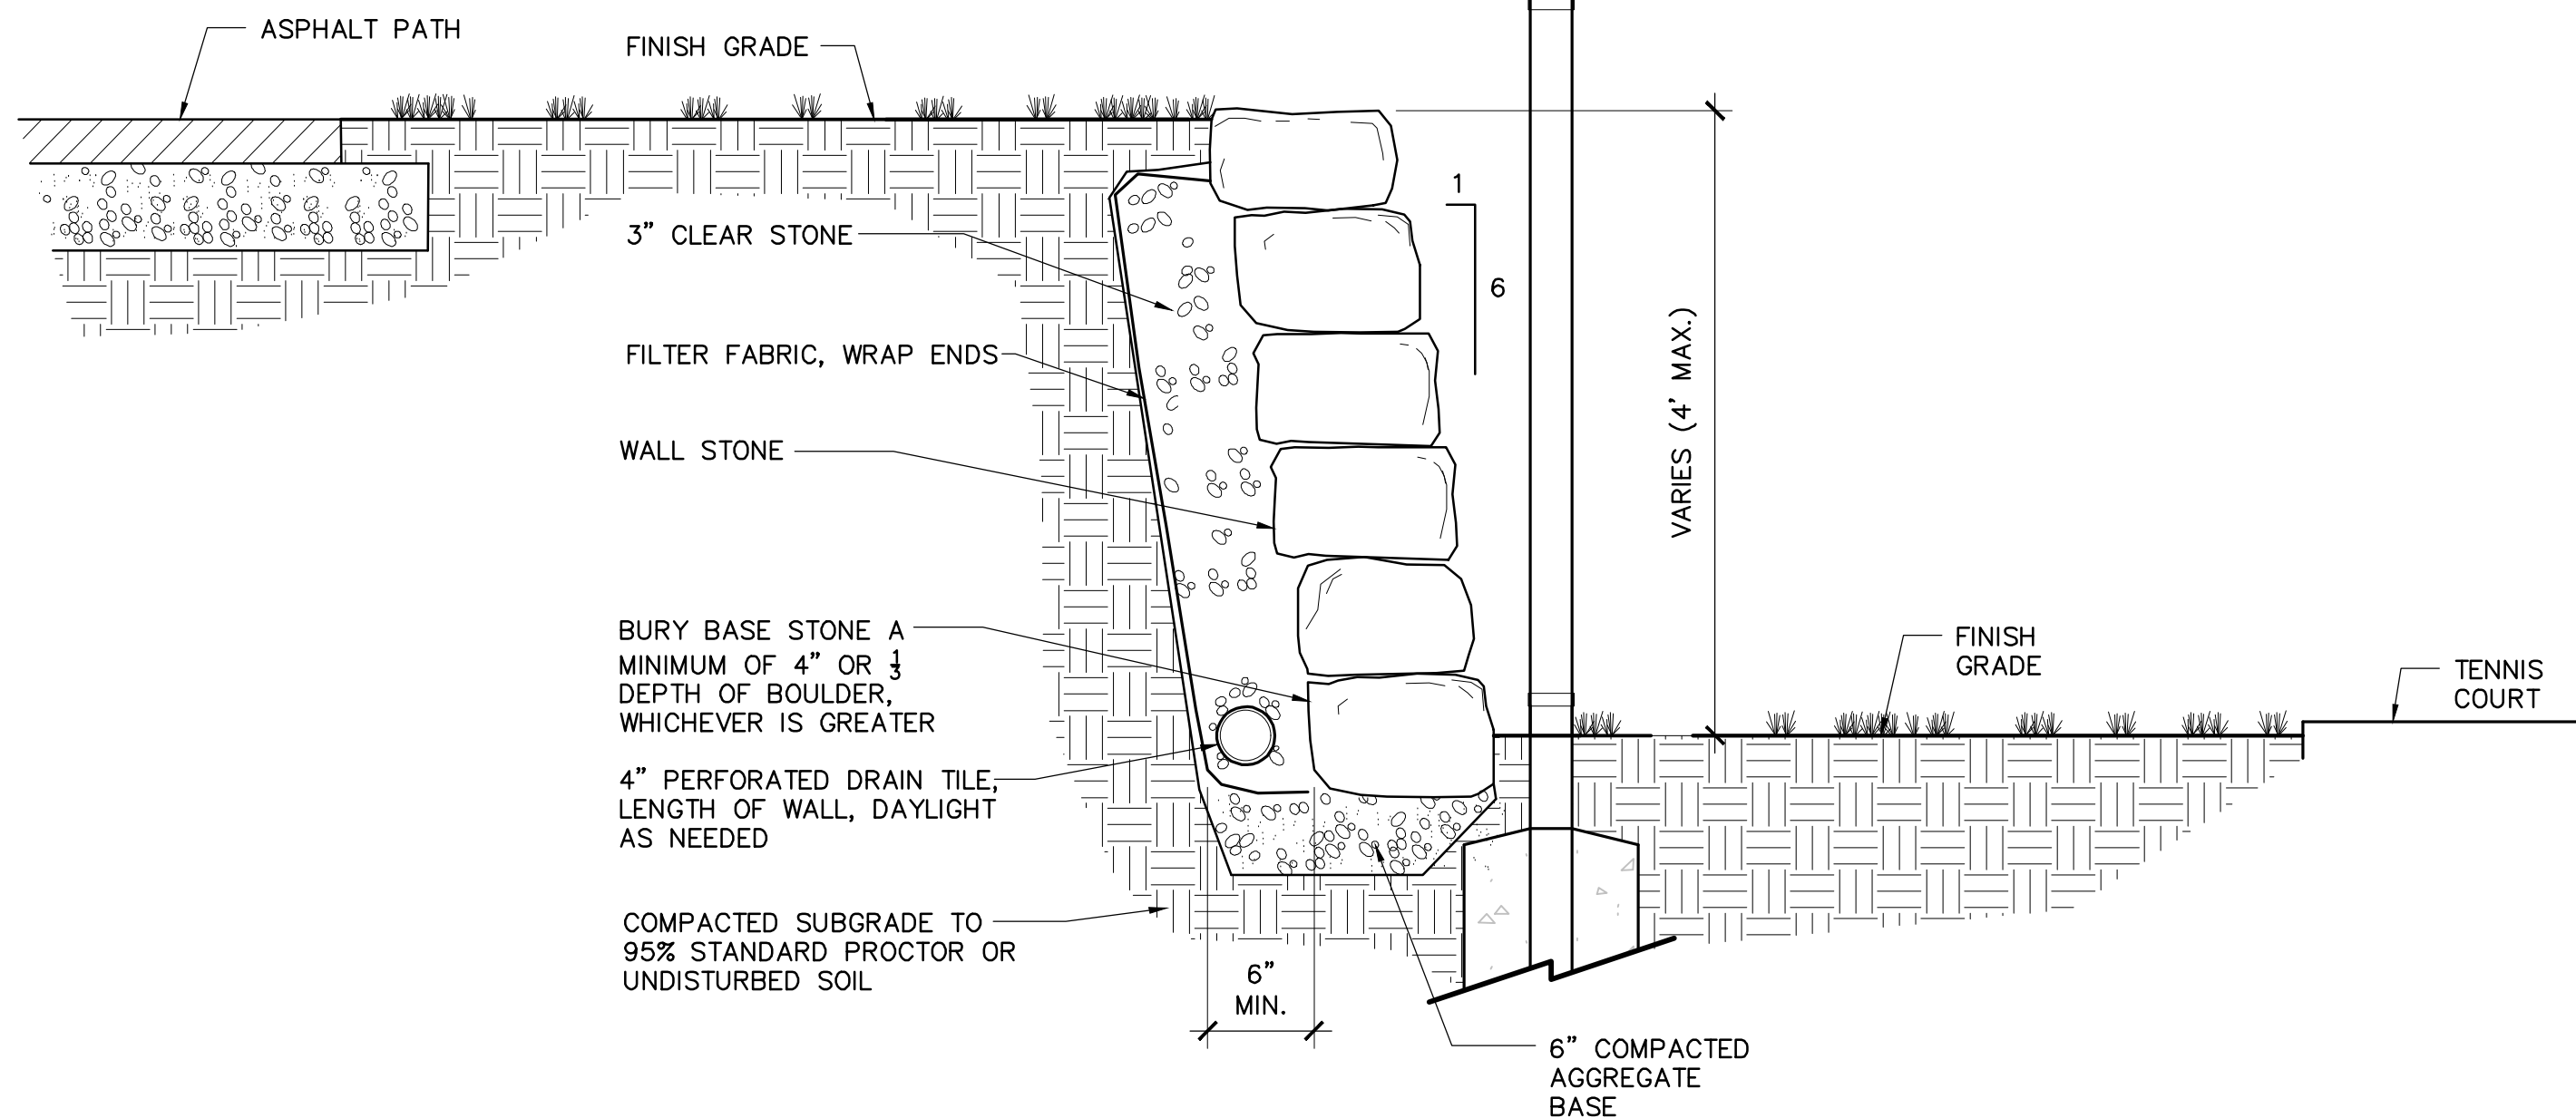 ASPHALT PATH
FINISH GRADE
3" CLEAR STONE
FILTER FABRIC, WRAP ENDS
WALL STONE
BURY BASE STONE A
MINIMUM OF 4" OR 1/3
DEPTH OF BOULDER,
WHICHEVER IS GREATER
4" PERFORATED DRAIN TILE,
LENGTH OF WALL, DAYLIGHT
AS NEEDED
COMPACTED SUBGRADE TO
95% STANDARD PROCTOR OR
UNDISTURBED SOIL
6"
MIN.
1
6
VARIES (4' MAX.)
FINISH
GRADE
TENNIS
COURT
6" COMPACTED
AGGREGATE
BASE